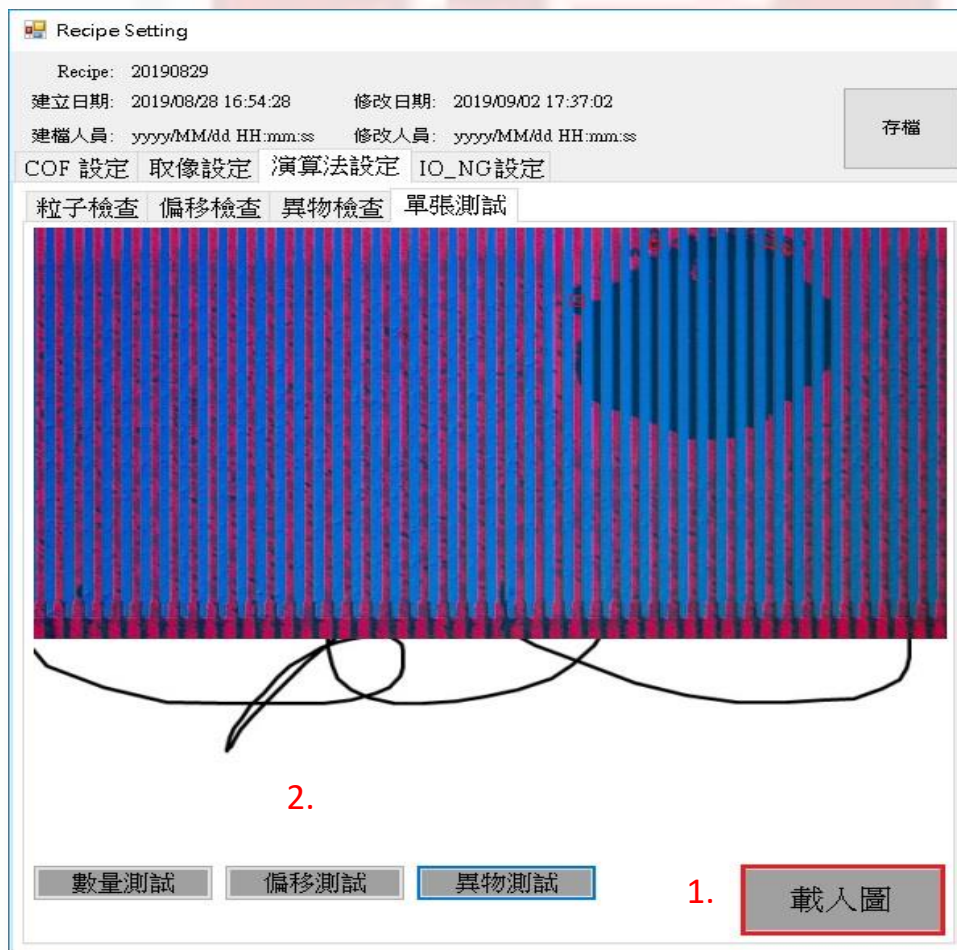 Recipe Setting
Recipe: 20190829
建立日期: 2019/08/28 16:54:28 修改日期: 2019/09/02 17:37:02
建檔人員: yyyy/MM/dd HH:mm:ss 修改人員: yyyy/MM/dd HH:mm:ss
存檔
COF 設定 取像設定 演算法設定 IO_NG設定
粒子檢查 偏移檢查 異物檢查 單張測試
2.
數量測試 偏移測試 異物測試
1. 載入圖